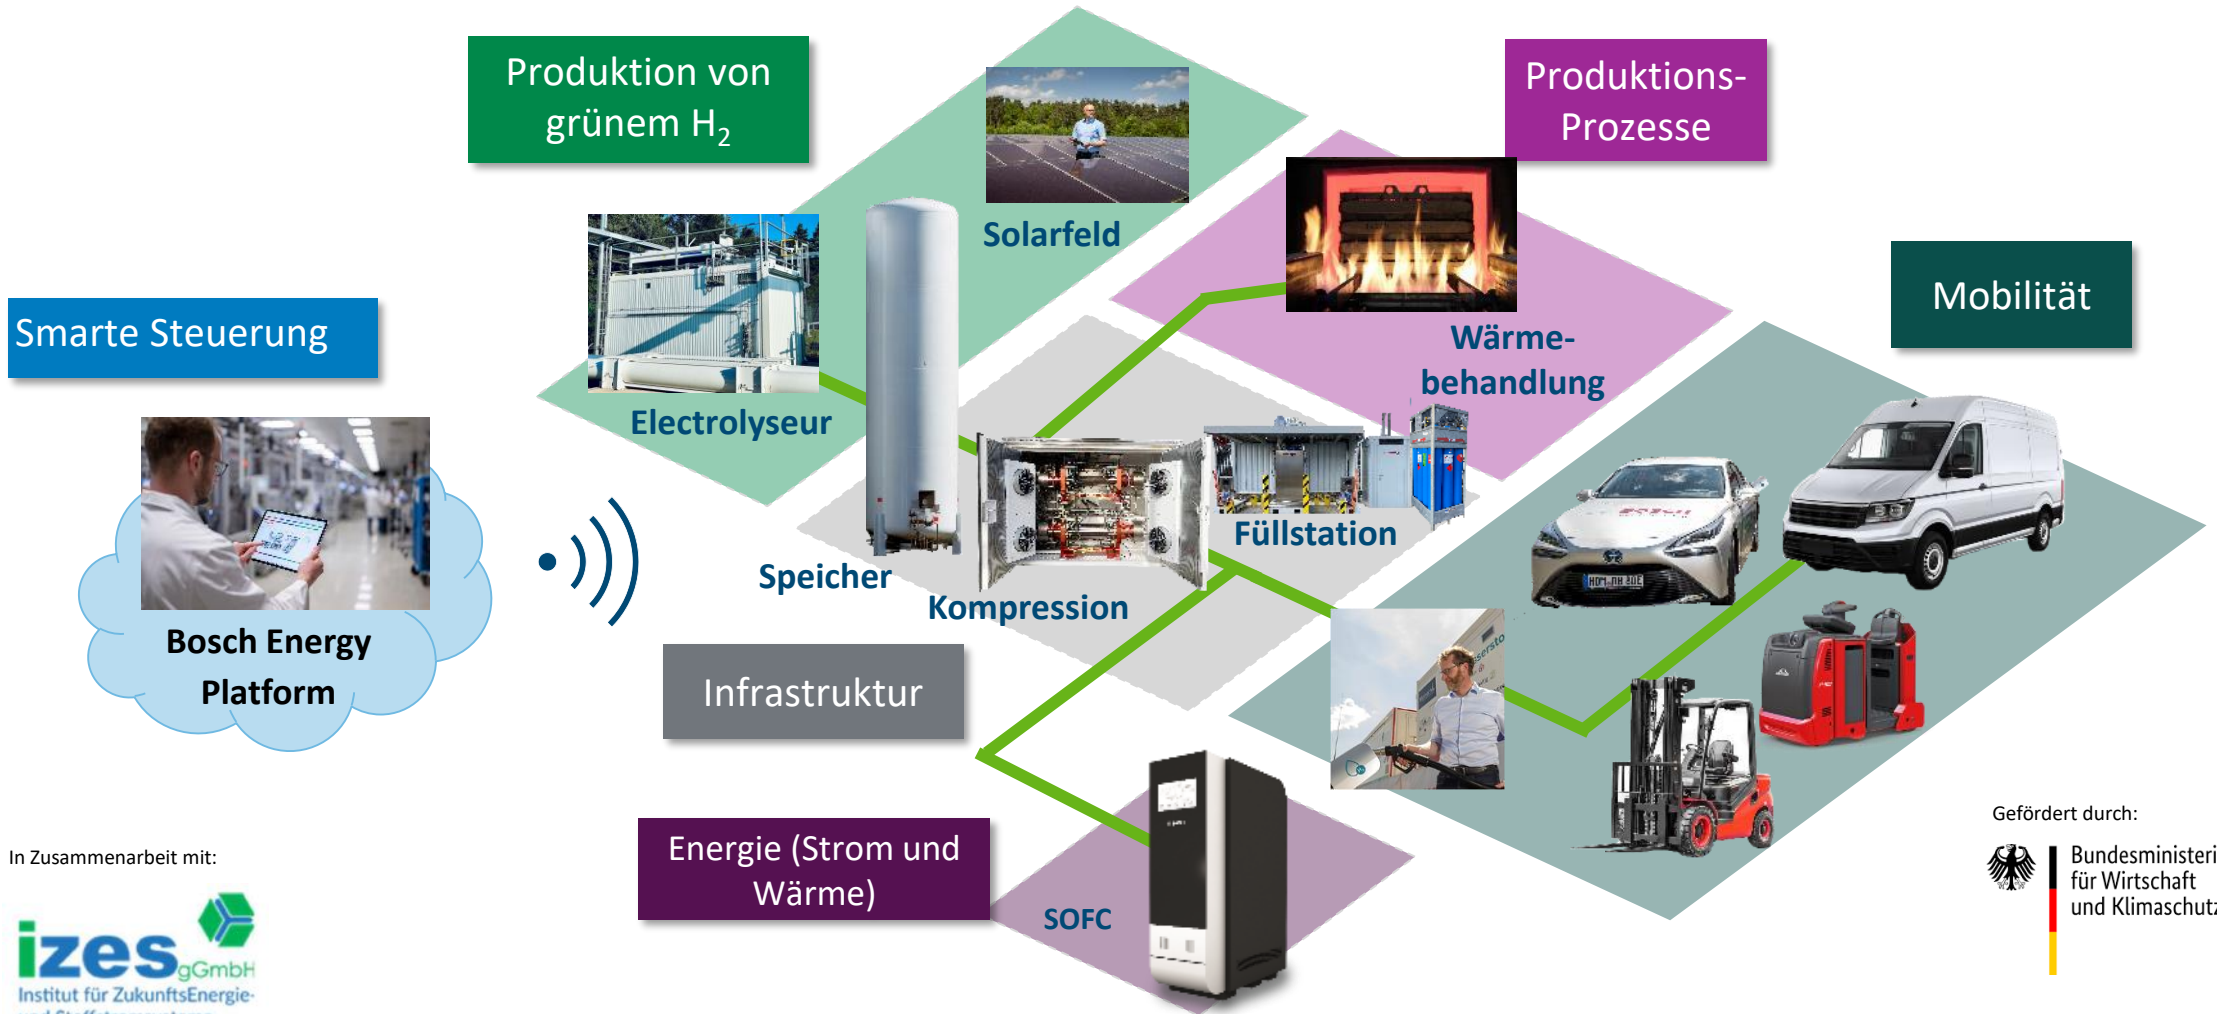 Produktion von
grünem H₂
Produktions-
Prozesse
Solarfeld
Mobilität
Smarte Steuerung
Wärme-
behandlung
Electrolyseur
Füllstation
Speicher
Kompression
Bosch Energy
Platform
Infrastruktur
Energie (Strom und
Wärme)
SOFC
Gefördert durch:
Bundesministeri
für Wirtschaft
und Klimaschutz
In Zusammenarbeit mit:
izes gGmbH
Institut für ZukunftsEnergie-